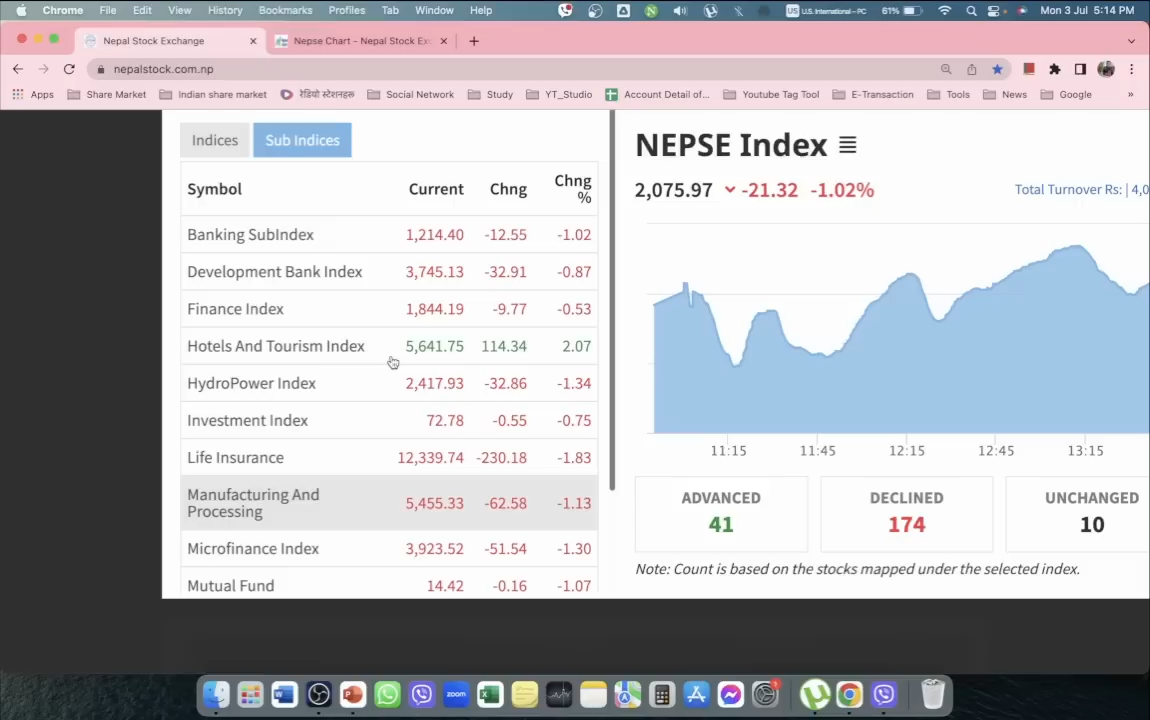 Chrome File Edit View History Bookmarks Profiles Tab Window Help U.S. International – PC 61% Mon 3 Jul 5:14 PM
Nepal Stock Exchange Nepse Chart - Nepal Stock Ex
nepalstock.com.np
Apps Share Market Indian share market रेडियो स्टेशनहरू Social Network Study YT_Studio Account Detail of... Youtube Tag Tool E-Transaction Tools News Google »
Indices Sub Indices
Symbol Current Chng Chng %
Banking SubIndex 1,214.40 -12.55 -1.02
Development Bank Index 3,745.13 -32.91 -0.87
Finance Index 1,844.19 -9.77 -0.53
Hotels And Tourism Index 5,641.75 114.34 2.07
HydroPower Index 2,417.93 -32.86 -1.34
Investment Index 72.78 -0.55 -0.75
Life Insurance 12,339.74 -230.18 -1.83
Manufacturing And
Processing 5,455.33 -62.58 -1.13
Microfinance Index 3,923.52 -51.54 -1.30
Mutual Fund 14.42 -0.16 -1.07
NEPSE Index
2,075.97 -21.32 -1.02% Total Turnover Rs: | 4,0
11:15 11:45 12:15 12:45 13:15
ADVANCED DECLINED UNCHANGED
41 174 10
Note: Count is based on the stocks mapped under the selected index.
zoom